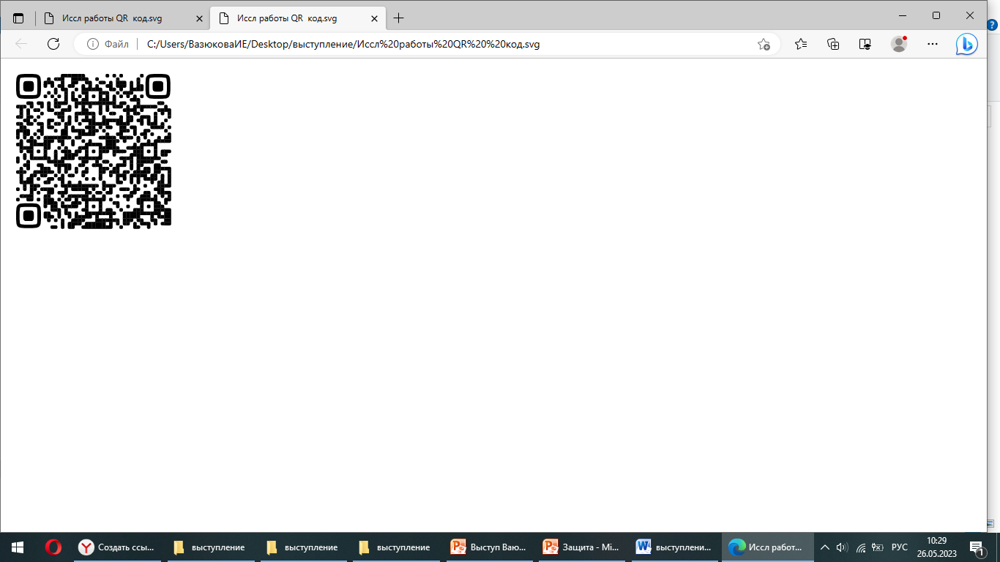 Иссл работы QR  код.svg
Иссл работы QR  код.svg
Файл
C:/Users/ВазюковаИЕ/Desktop/выступление/Иссл%20работы%20QR%20%20код.svg
Создать ссы...
выступление
выступление
выступление
Выступ Ваю...
Защита - Mi...
выступлени...
Иссл работ...
РУС
10:29
26.05.2023
1